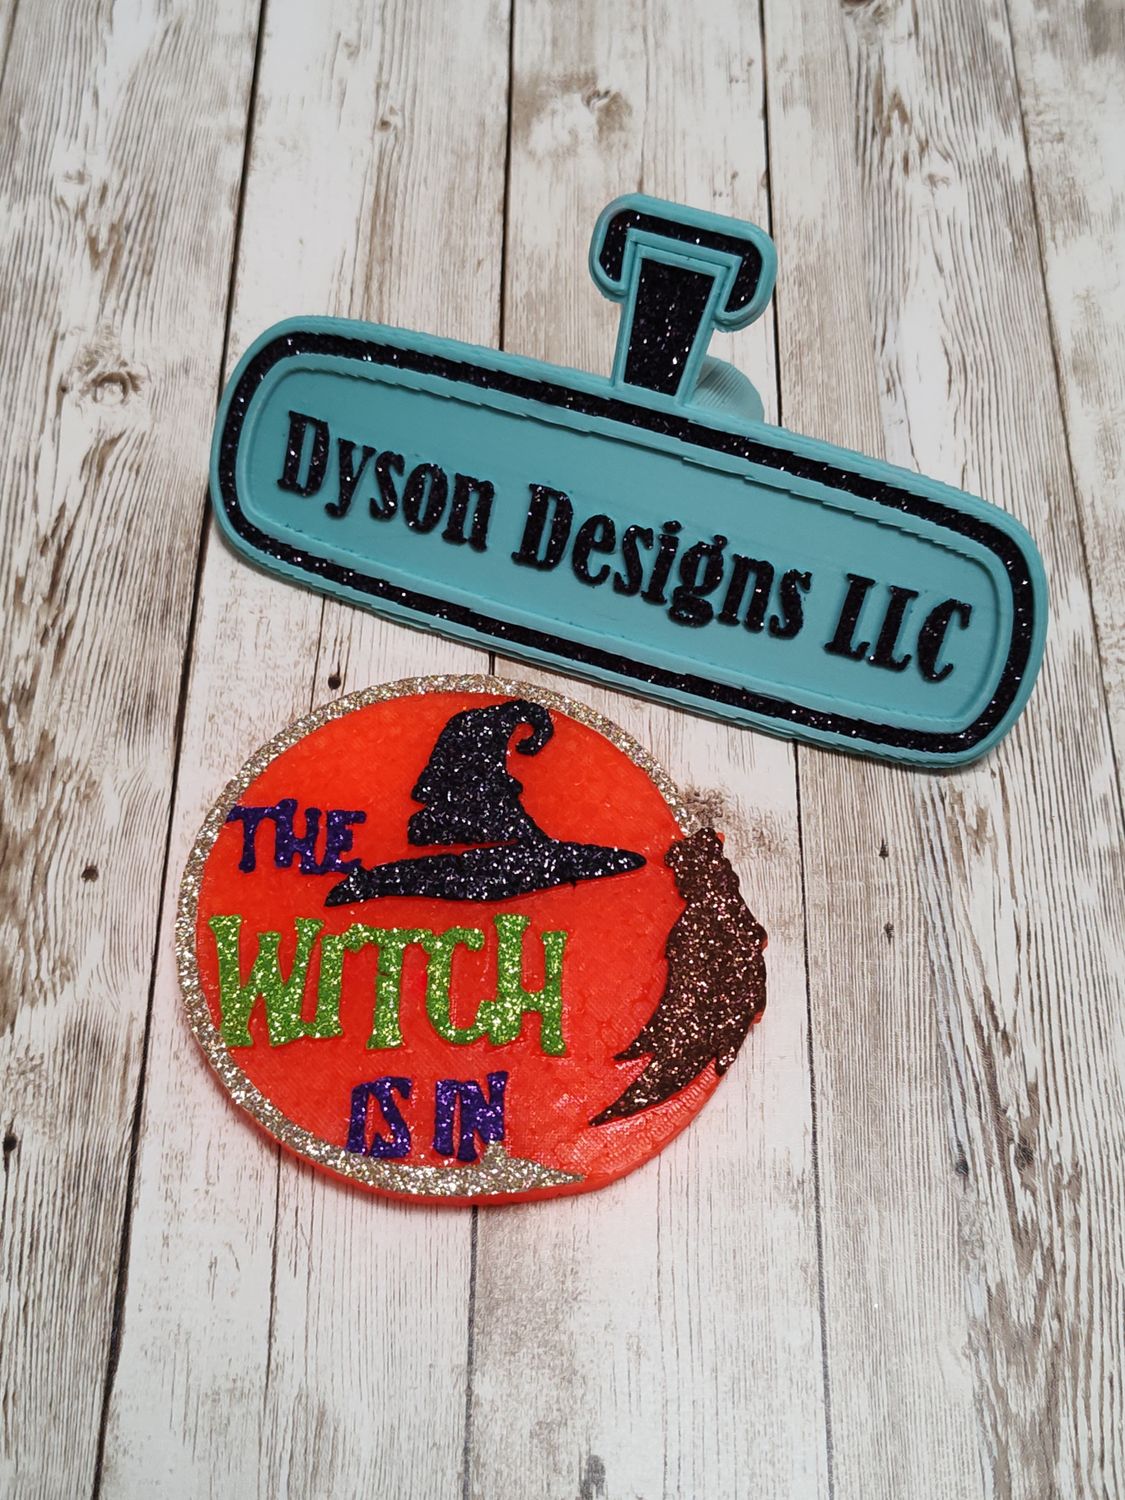 Dyson Designs LLC
THE
WITCH
IS IN